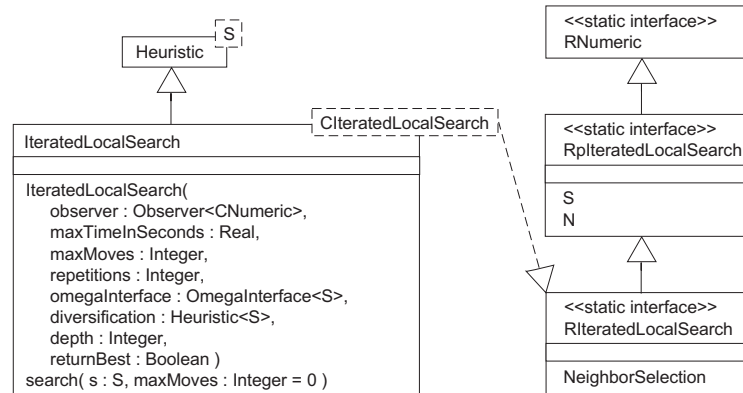 S
Heuristic
CIteratedLocalSearch
IteratedLocalSearch
IteratedLocalSearch(
observer : Observer<CNumeric>,
maxTimeInSeconds : Real,
maxMoves : Integer,
repetitions : Integer,
omegaInterface : OmegaInterface<S>,
diversification : Heuristic<S>,
depth : Integer,
returnBest : Boolean )
search( s : S, maxMoves : Integer = 0 )
<<static interface>>
RNumeric
<<static interface>>
RpIteratedLocalSearch
S
N
<<static interface>>
RIteratedLocalSearch
NeighborSelection